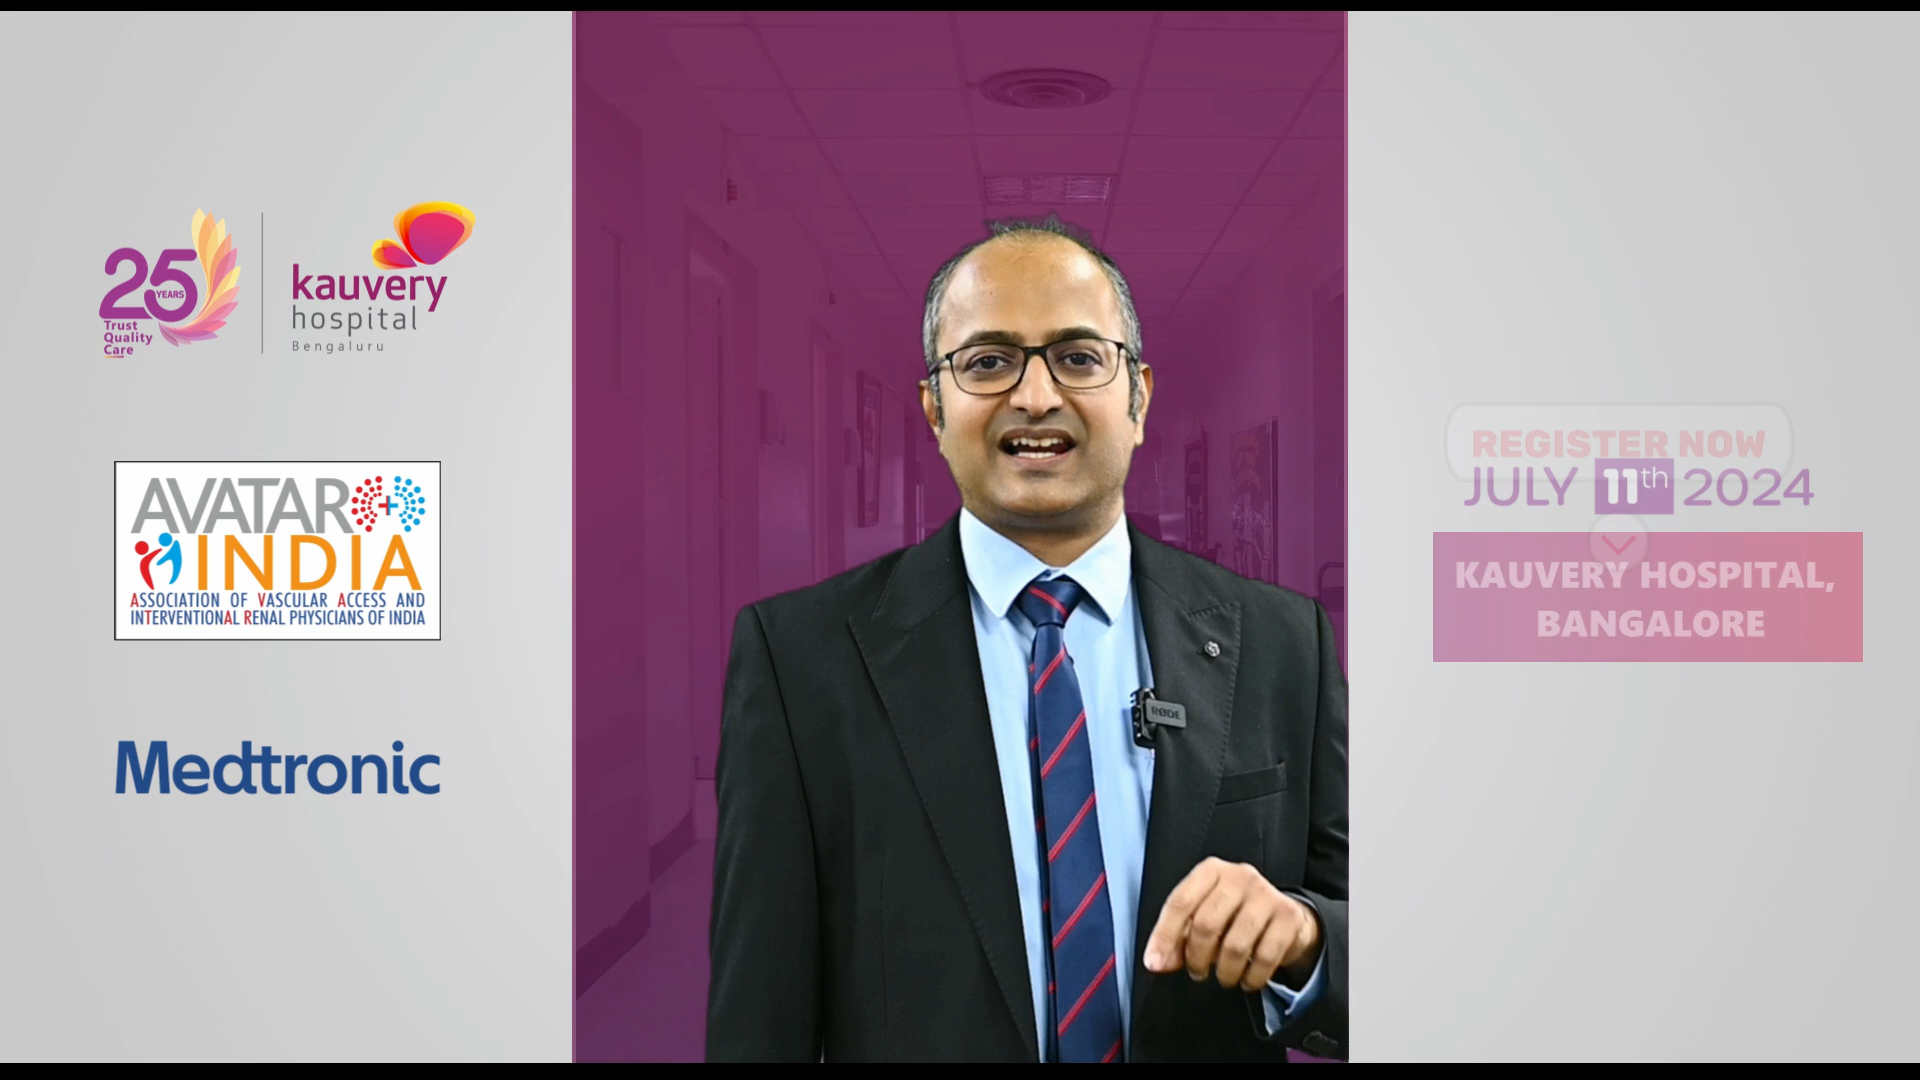 25
YEARS
Trust
Quality
Care
kauvery
hospital
Bengaluru
AVATAR
INDIA
ASSOCIATION OF VASCULAR ACCESS AND
INTERVENTIONAL RENAL PHYSICIANS OF INDIA
Medtronic
RØDE
REGISTER NOW
JULY 11th 2024
KAUVERY HOSPITAL,
BANGALORE